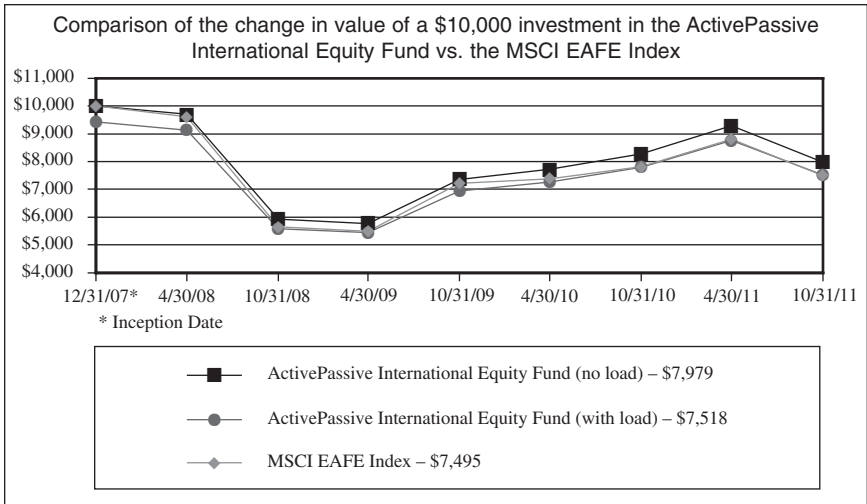 Comparison of the change in value of a $10,000 investment in the ActivePassive
International Equity Fund vs. the MSCI EAFE Index
$11,000
$10,000
$9,000
$8,000
$7,000
$6,000
$5,000
$4,000
12/31/07* 4/30/08 10/31/08 4/30/09 10/31/09 4/30/10 10/31/10 4/30/11 10/31/11
* Inception Date
ActivePassive International Equity Fund (no load) – $7,979
ActivePassive International Equity Fund (with load) – $7,518
MSCI EAFE Index – $7,495